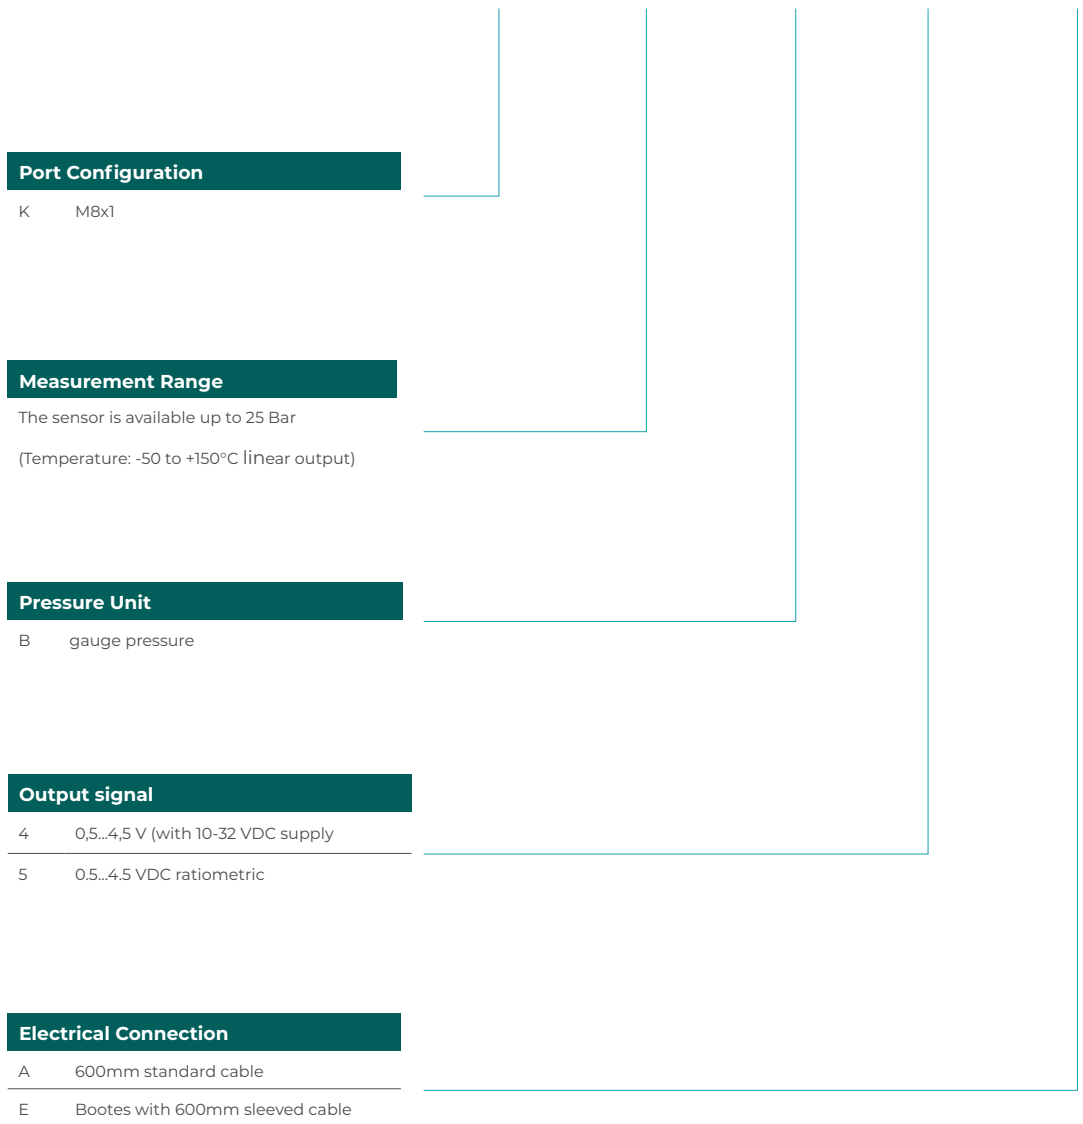 Port Configuration
K M8x1
Measurement Range
The sensor is available up to 25 Bar
(Temperature: -50 to +150°C linear output)
Pressure Unit
B gauge pressure
Output signal
4 0,5...4,5 V (with 10-32 VDC supply
5 0.5...4.5 VDC ratiometric
Electrical Connection
A 600mm standard cable
E Bootes with 600mm sleeved cable